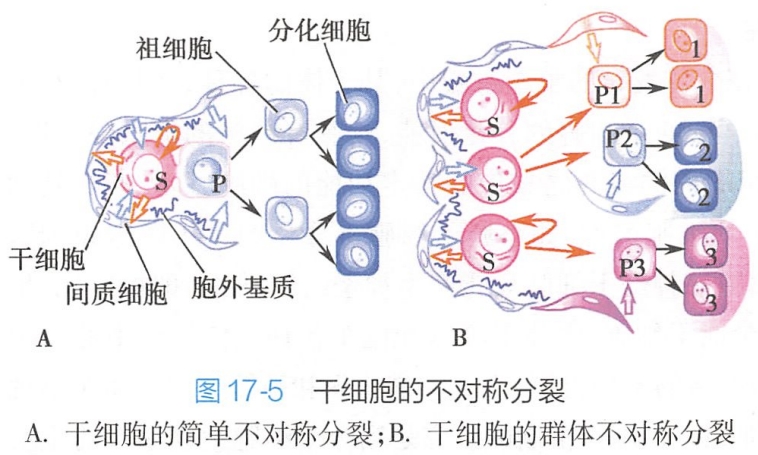 祖细胞
分化细胞
S
P
干细胞
间质细胞
胞外基质
A
S
S
S
P1
1
1
P2
2
2
P3
3
3
B
图17-5 干细胞的不对称分裂
A. 干细胞的简单不对称分裂;B. 干细胞的群体不对称分裂